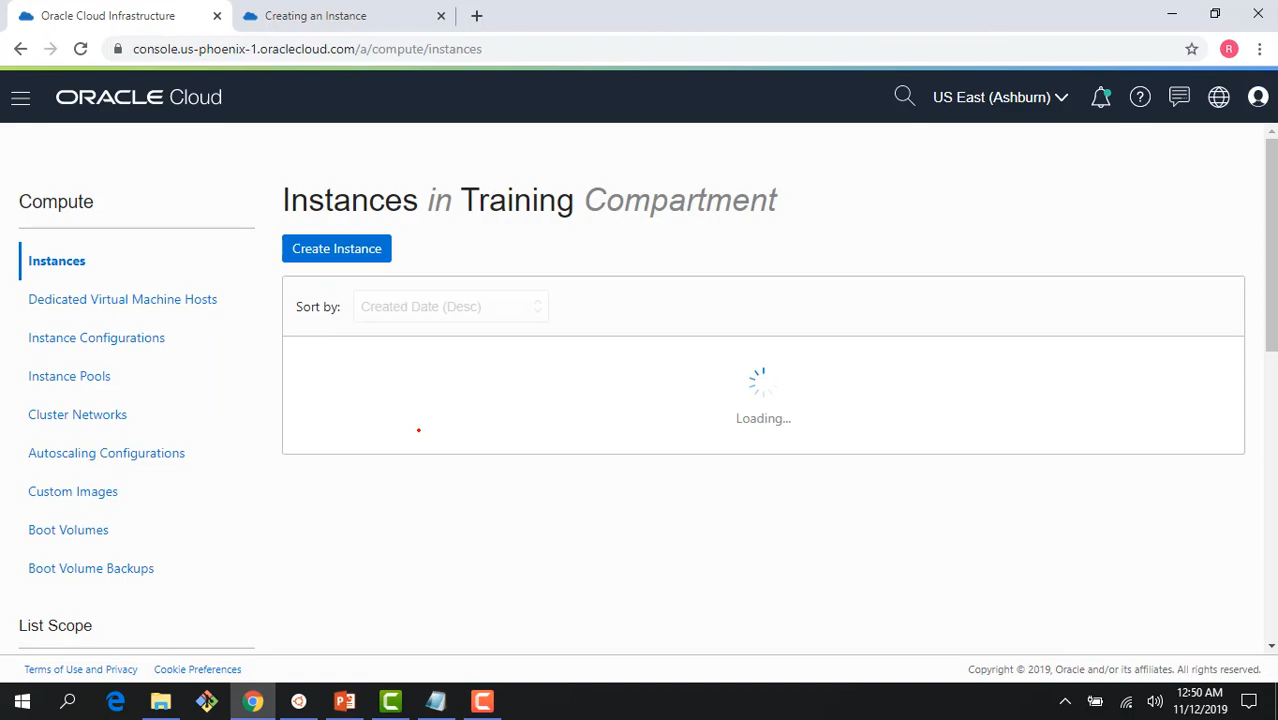 Oracle Cloud Infrastructure
Creating an Instance
console.us-phoenix-1.oraclecloud.com/a/compute/instances
R
ORACLE Cloud
US East (Ashburn)
Compute
Instances
Dedicated Virtual Machine Hosts
Instance Configurations
Instance Pools
Cluster Networks
Autoscaling Configurations
Custom Images
Boot Volumes
Boot Volume Backups
List Scope
Instances in Training Compartment
Create Instance
Sort by: Created Date (Desc)
Loading...
Terms of Use and Privacy Cookie Preferences
Copyright © 2019, Oracle and/or its affiliates. All rights reserved.
12:50 AM
11/12/2019